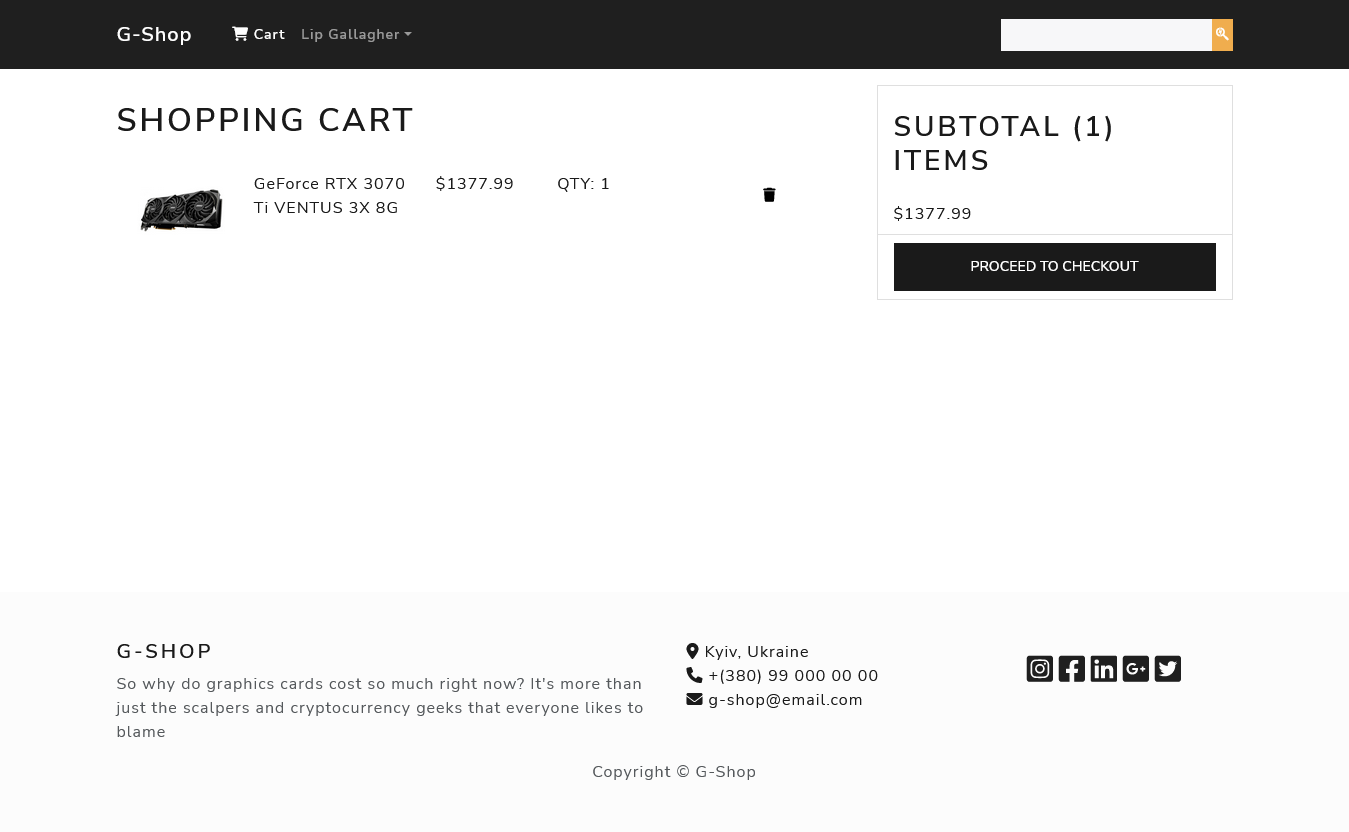 G-Shop
Cart
Lip Gallagher
SHOPPING CART
GeForce RTX 3070
Ti VENTUS 3X 8G
$1377.99
QTY: 1
SUBTOTAL (1)
ITEMS
$1377.99
PROCEED TO CHECKOUT
G-SHOP
So why do graphics cards cost so much right now? It's more than
just the scalpers and cryptocurrency geeks that everyone likes to
blame
Kyiv, Ukraine
+(380) 99 000 00 00
g-shop@email.com
Copyright © G-Shop